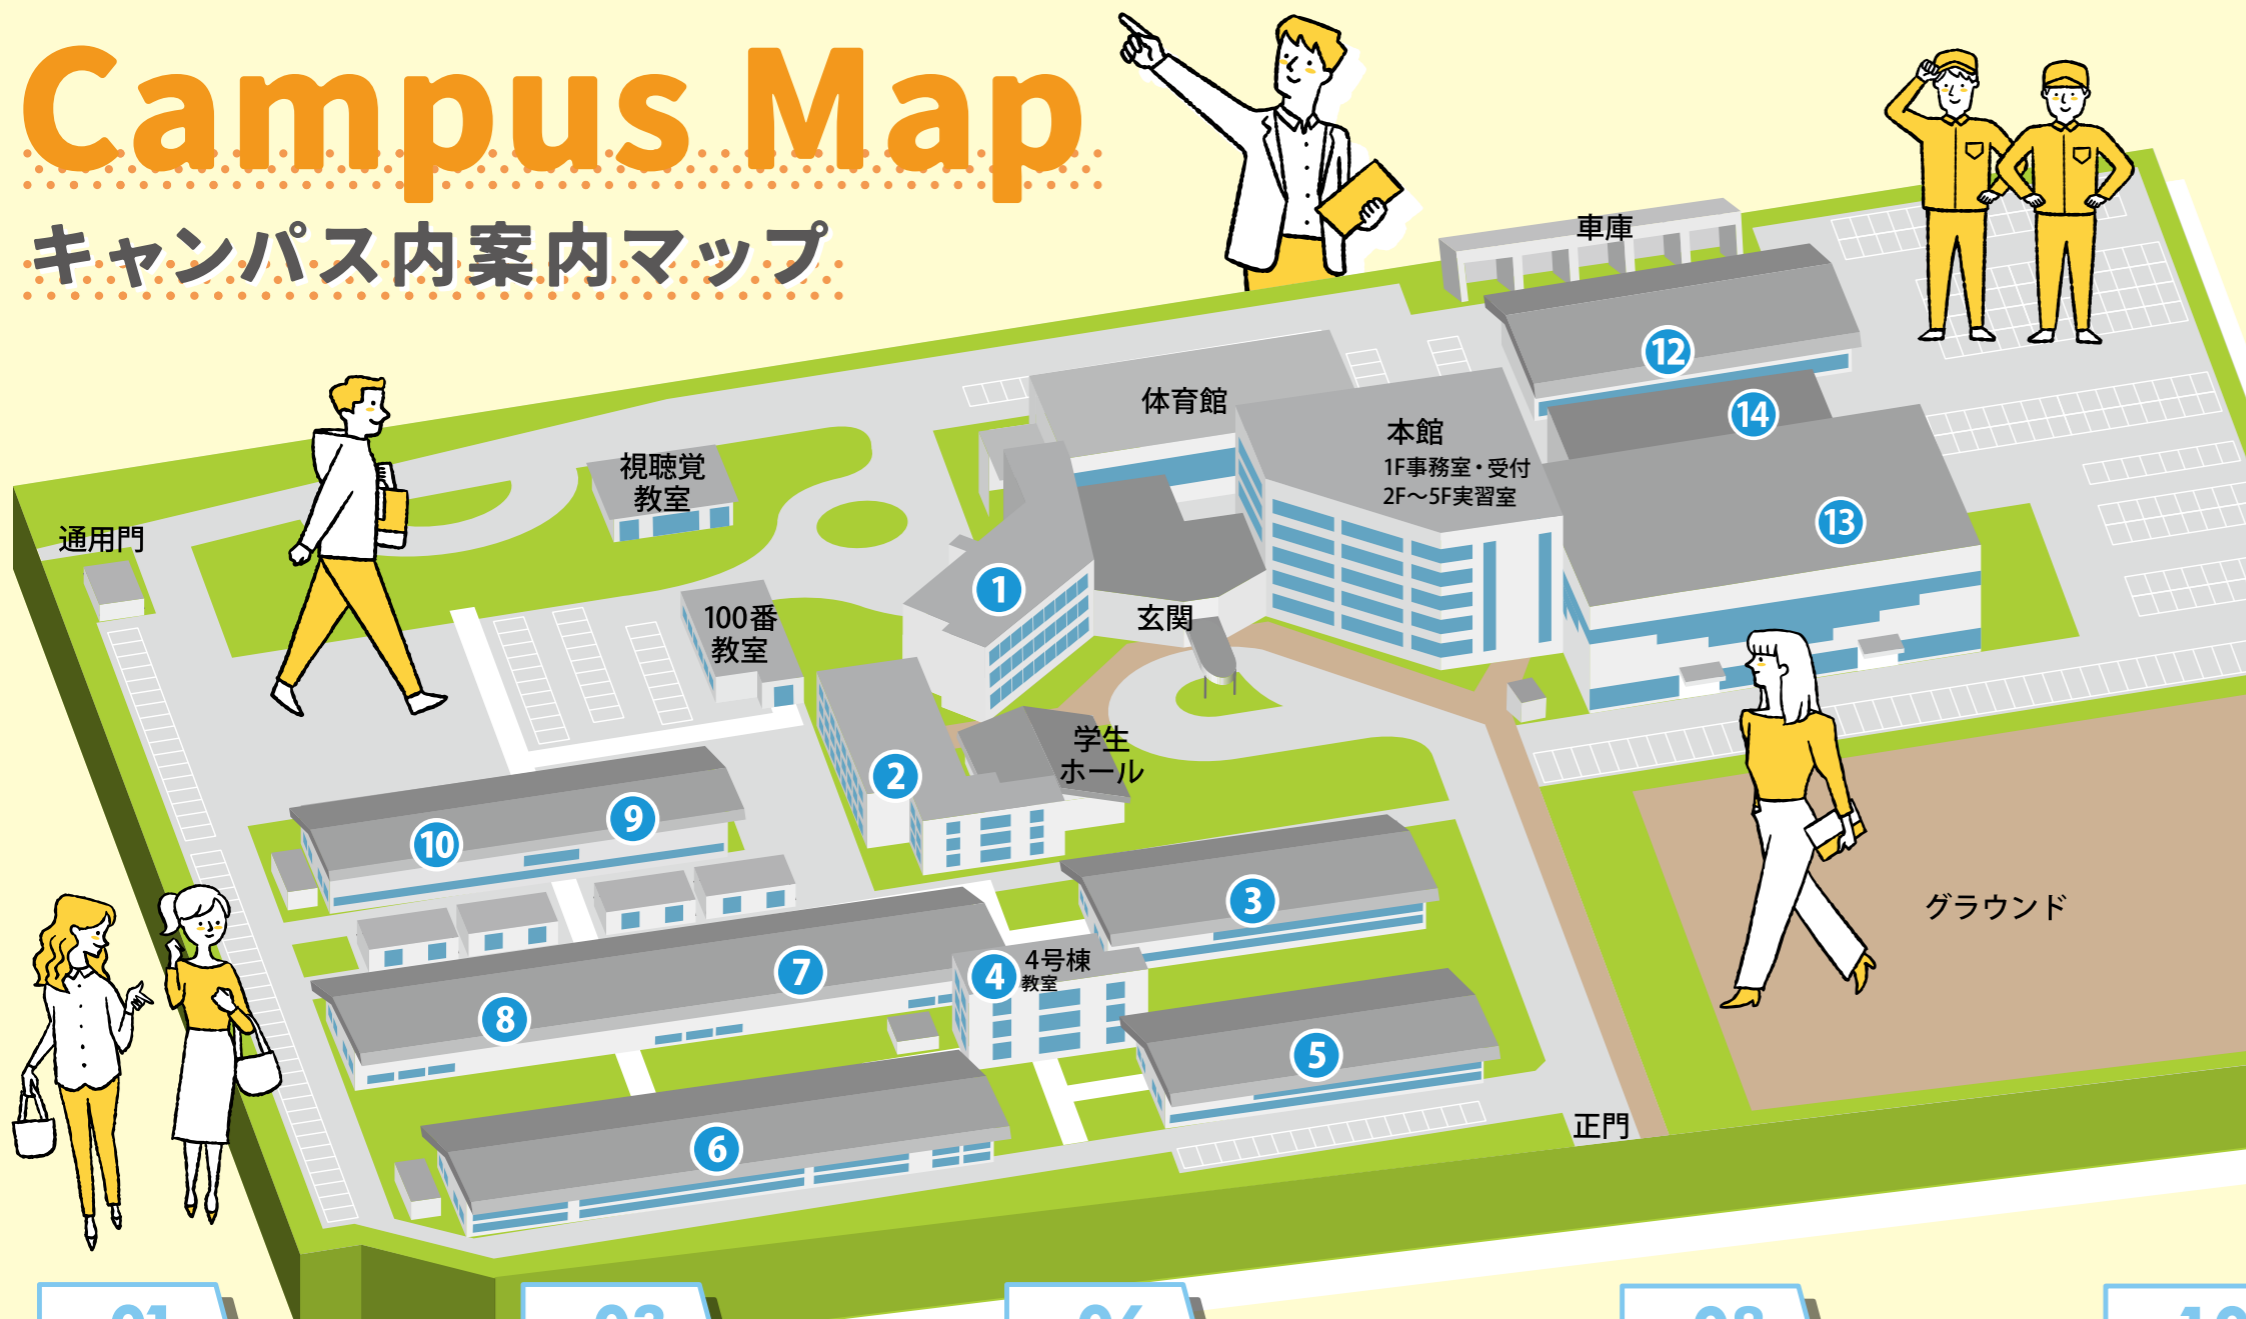 Campus Map
キャンパス内案内マップ
車庫
12
体育館
14
本館
1F事務室・受付
2F～5F実習室
視聴覚
教室
13
通用門
1
100番
教室
玄関
学生
ホール
2
9
10
3
グラウンド
4
4号棟
教室
7
8
5
正門
6